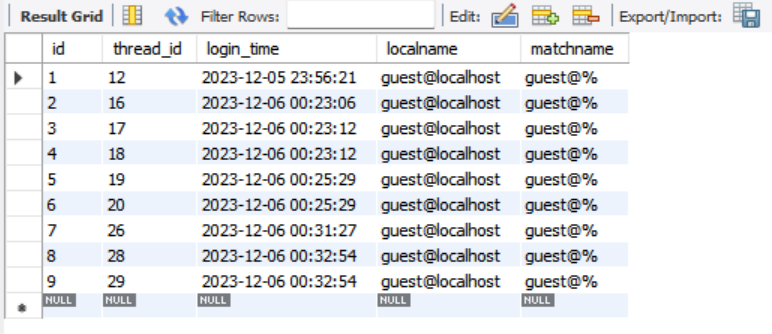 Result Grid Filter Rows: Edit: Export/Import:
id thread_id login_time localname matchname
1 12 2023-12-05 23:56:21 guest@localhost guest@%
2 16 2023-12-06 00:23:06 guest@localhost guest@%
3 17 2023-12-06 00:23:12 guest@localhost guest@%
4 18 2023-12-06 00:23:12 guest@localhost guest@%
5 19 2023-12-06 00:25:29 guest@localhost guest@%
6 20 2023-12-06 00:25:29 guest@localhost guest@%
7 26 2023-12-06 00:31:27 guest@localhost guest@%
8 28 2023-12-06 00:32:54 guest@localhost guest@%
9 29 2023-12-06 00:32:54 guest@localhost guest@%
NULL NULL NULL NULL NULL